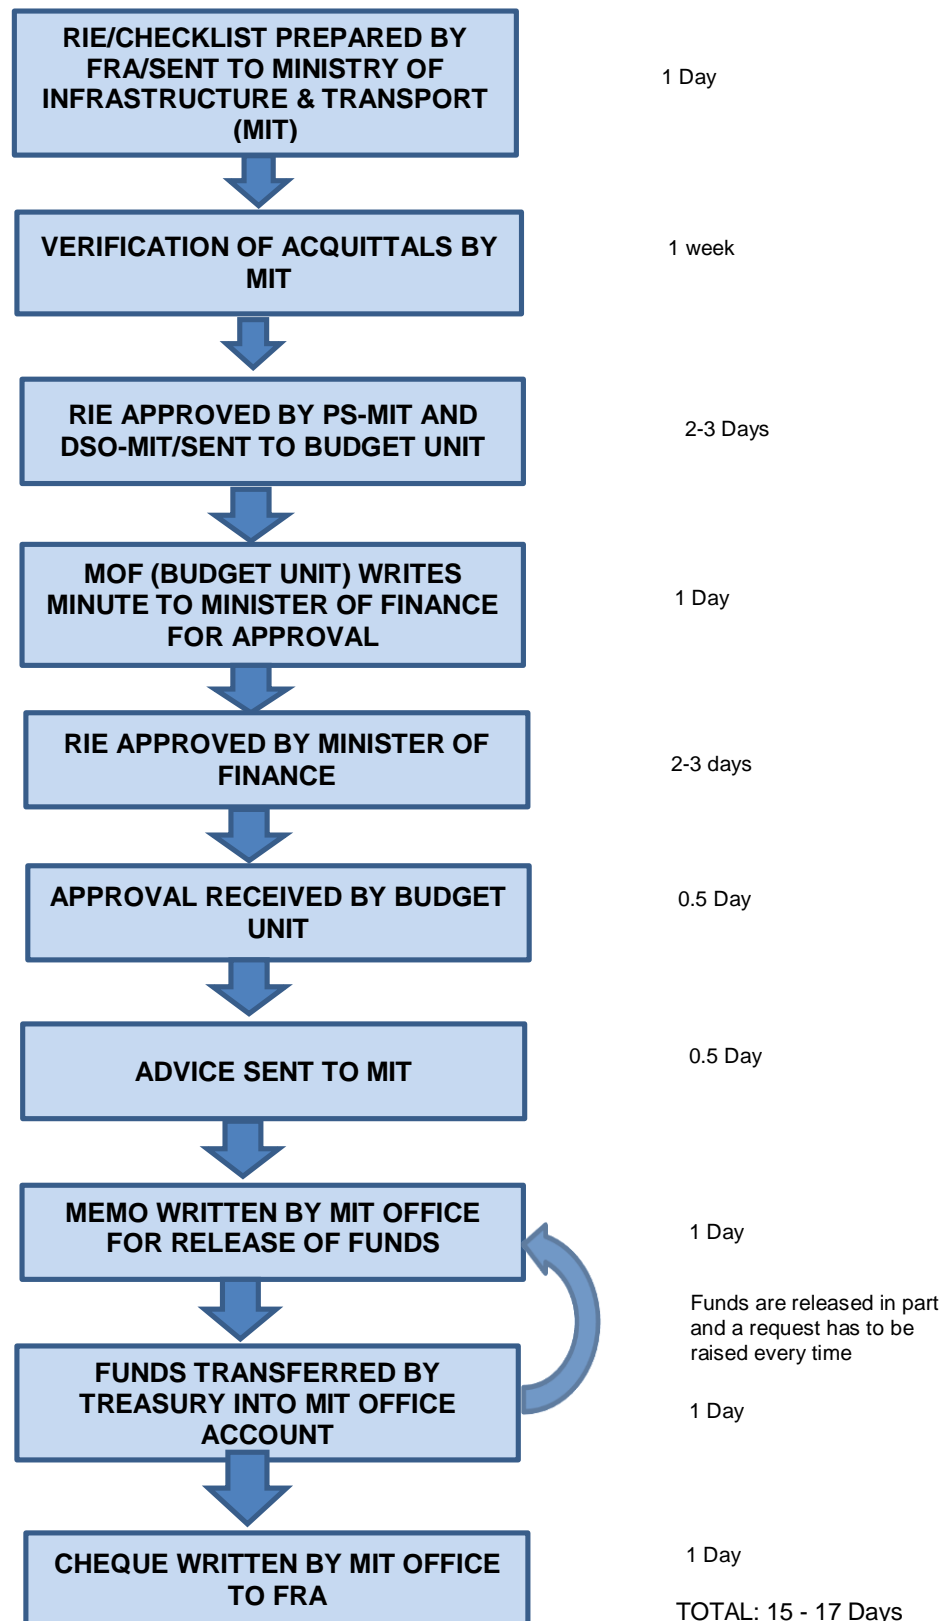 RIE/CHECKLIST PREPARED BY
FRA/SENT TO MINISTRY OF
INFRASTRUCTURE & TRANSPORT
(MIT)
1 Day
VERIFICATION OF ACQUITTALS BY
MIT
1 week
RIE APPROVED BY PS-MIT AND
DSO-MIT/SENT TO BUDGET UNIT
2-3 Days
MOF (BUDGET UNIT) WRITES
MINUTE TO MINISTER OF FINANCE
FOR APPROVAL
1 Day
RIE APPROVED BY MINISTER OF
FINANCE
2-3 days
APPROVAL RECEIVED BY BUDGET
UNIT
0.5 Day
ADVICE SENT TO MIT
0.5 Day
MEMO WRITTEN BY MIT OFFICE
FOR RELEASE OF FUNDS
1 Day
Funds are released in part
and a request has to be
raised every time
FUNDS TRANSFERRED BY
TREASURY INTO MIT OFFICE
ACCOUNT
1 Day
CHEQUE WRITTEN BY MIT OFFICE
TO FRA
1 Day
TOTAL: 15 - 17 Days